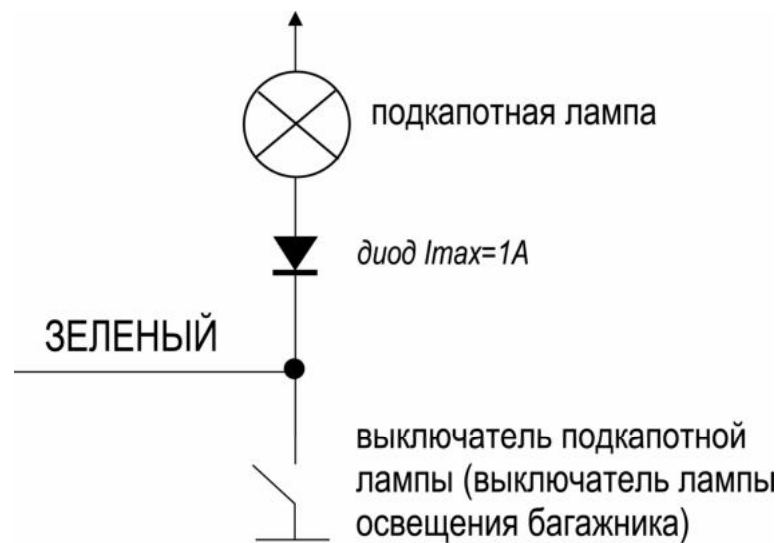 подкапотная лампа
диод Imax=1A
ЗЕЛЕНЫЙ
выключатель подкапотной
лампы (выключатель лампы
освещения багажника)